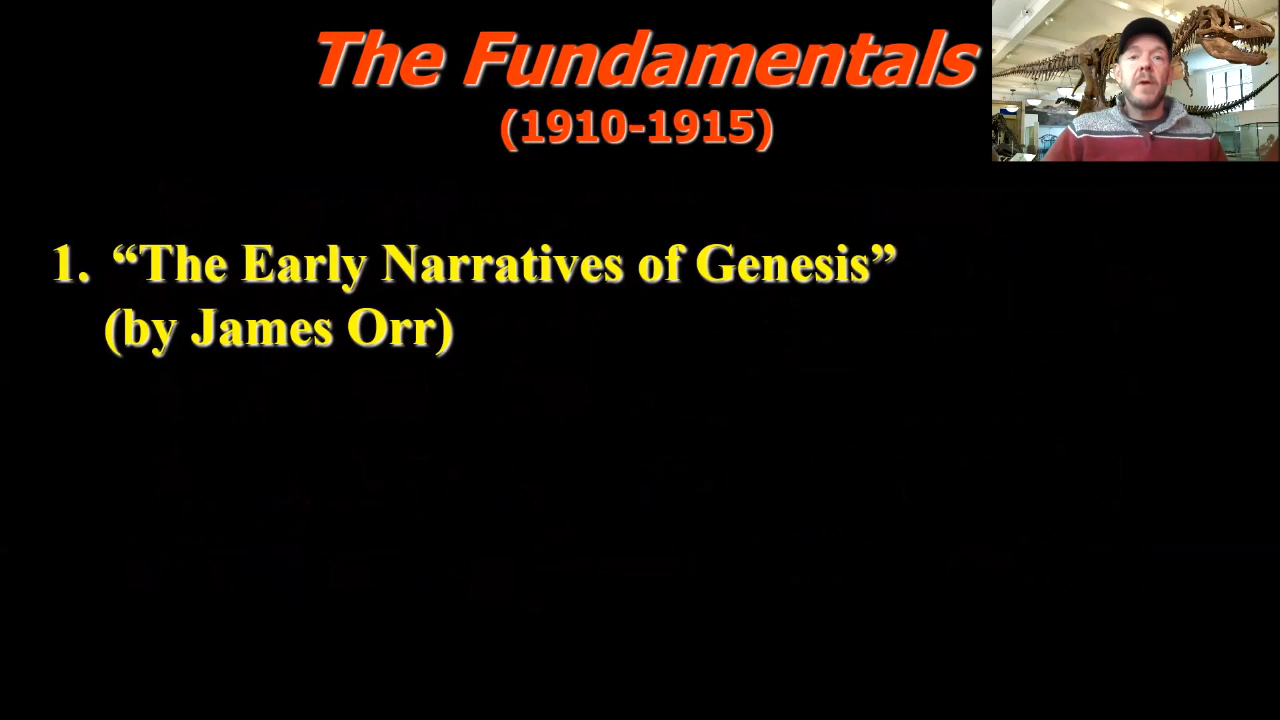 The Fundamentals
(1910-1915)
1. “The Early Narratives of Genesis”
(by James Orr)